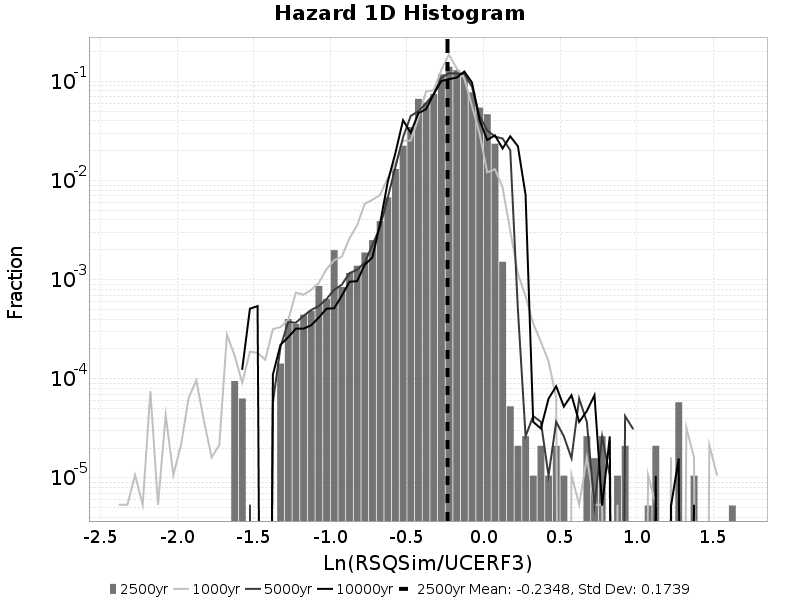 Hazard 1D Histogram
Fraction
10-1
10-2
10-3
10-4
10-5
-2.5 -2.0 -1.5 -1.0 -0.5 0.0 0.5 1.0 1.5
Ln(RSQSim/UCERF3)
2500yr 1000yr 5000yr 10000yr 2500yr Mean: -0.2348, Std Dev: 0.1739